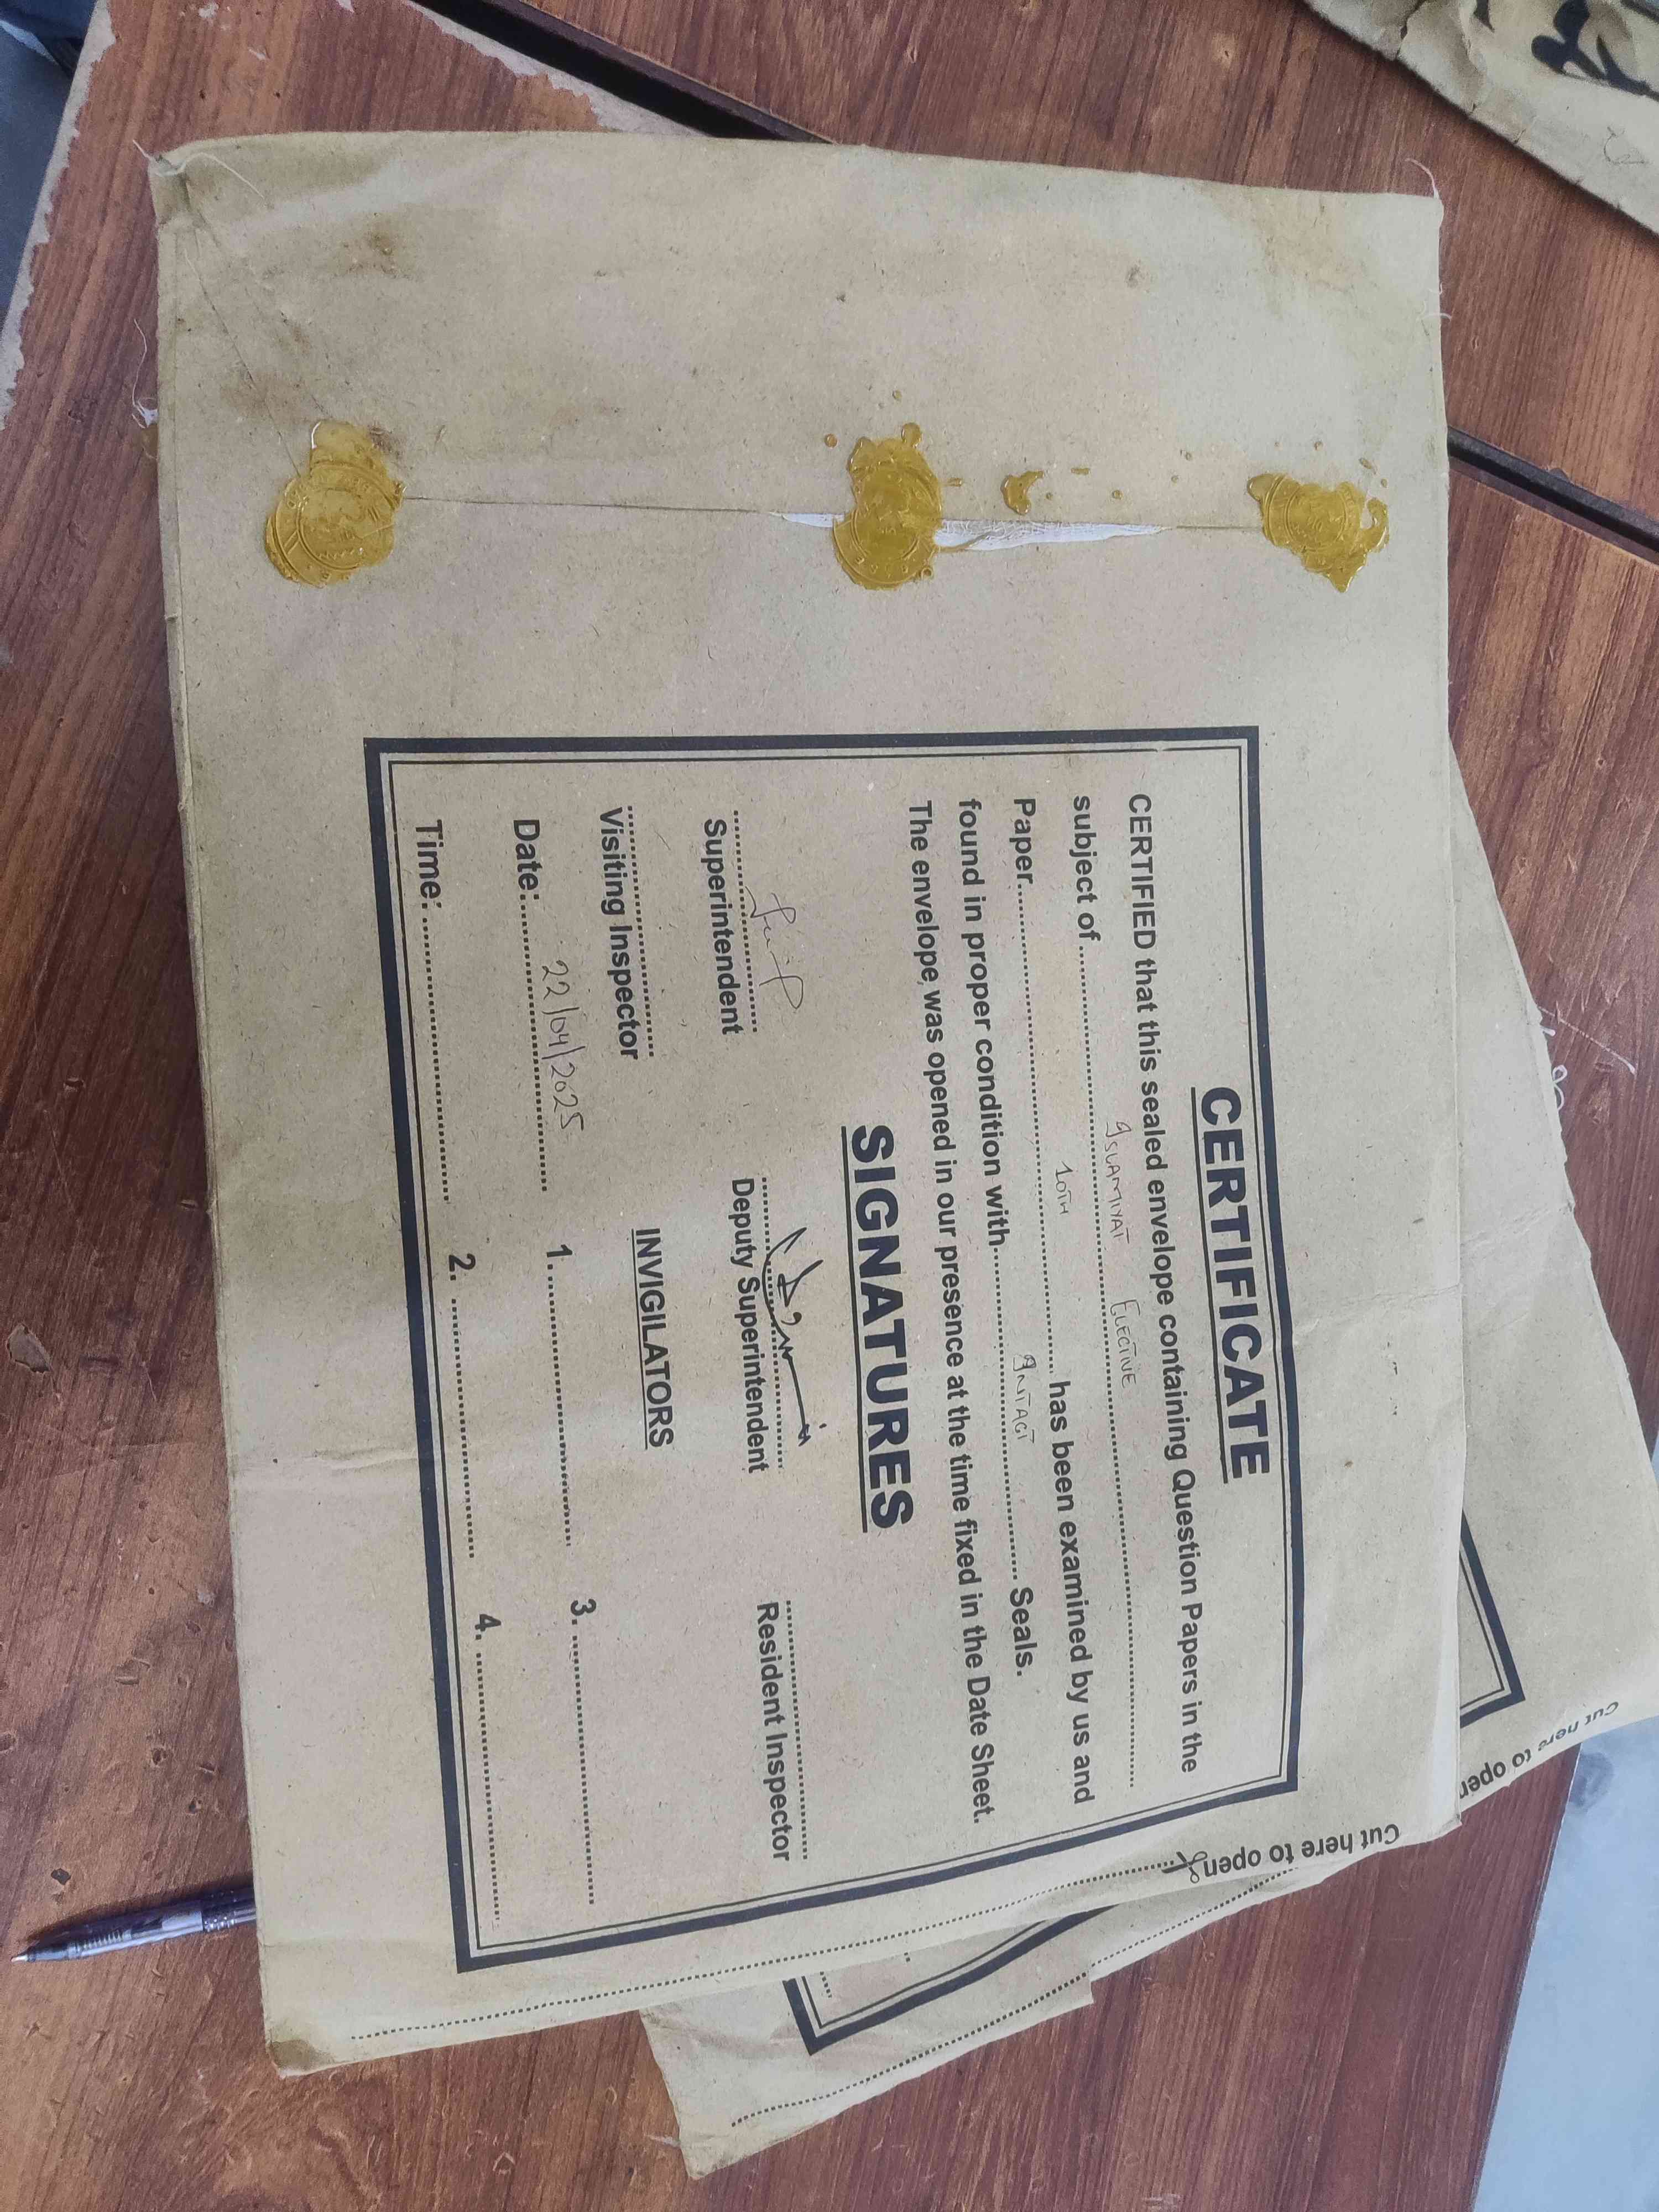 CERTIFICATE
CERTIFIED that this sealed envelope containing Question Papers in the
subject of.......... ISLAMIYAT ELECTIVE ..........
Paper.......... 10TH .......... has been examined by us and
found in proper condition with.......... INTACT .......... Seals.
The envelope was opened in our presence at the time fixed in the Date Sheet.
SIGNATURES
Superintendent Deputy Superintendent Resident Inspector
Visiting Inspector INVIGILATORS
Date: 22/04/2025 1. .......... 3. ..........
Time: .......... 2. .......... 4. ..........
Cut here to open
Cut here to open